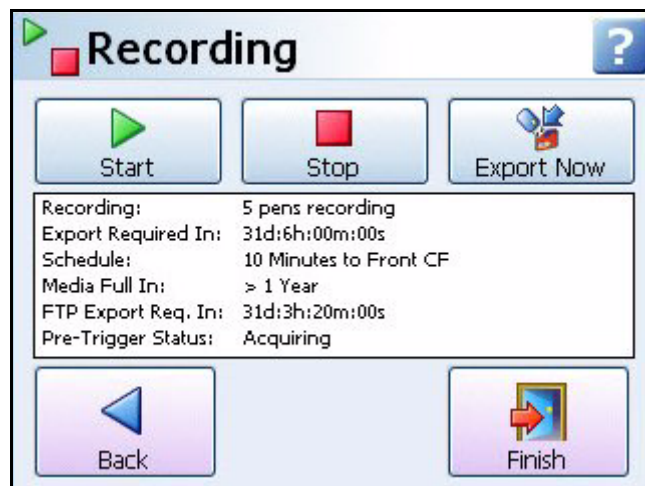 Recording
?
Start
Stop
Export Now
Recording: 5 pens recording
Export Required In: 31d:6h:00m:00s
Schedule: 10 Minutes to Front CF
Media Full In: > 1 Year
FTP Export Req. In: 31d:3h:20m:00s
Pre-Trigger Status: Acquiring
Back
Finish